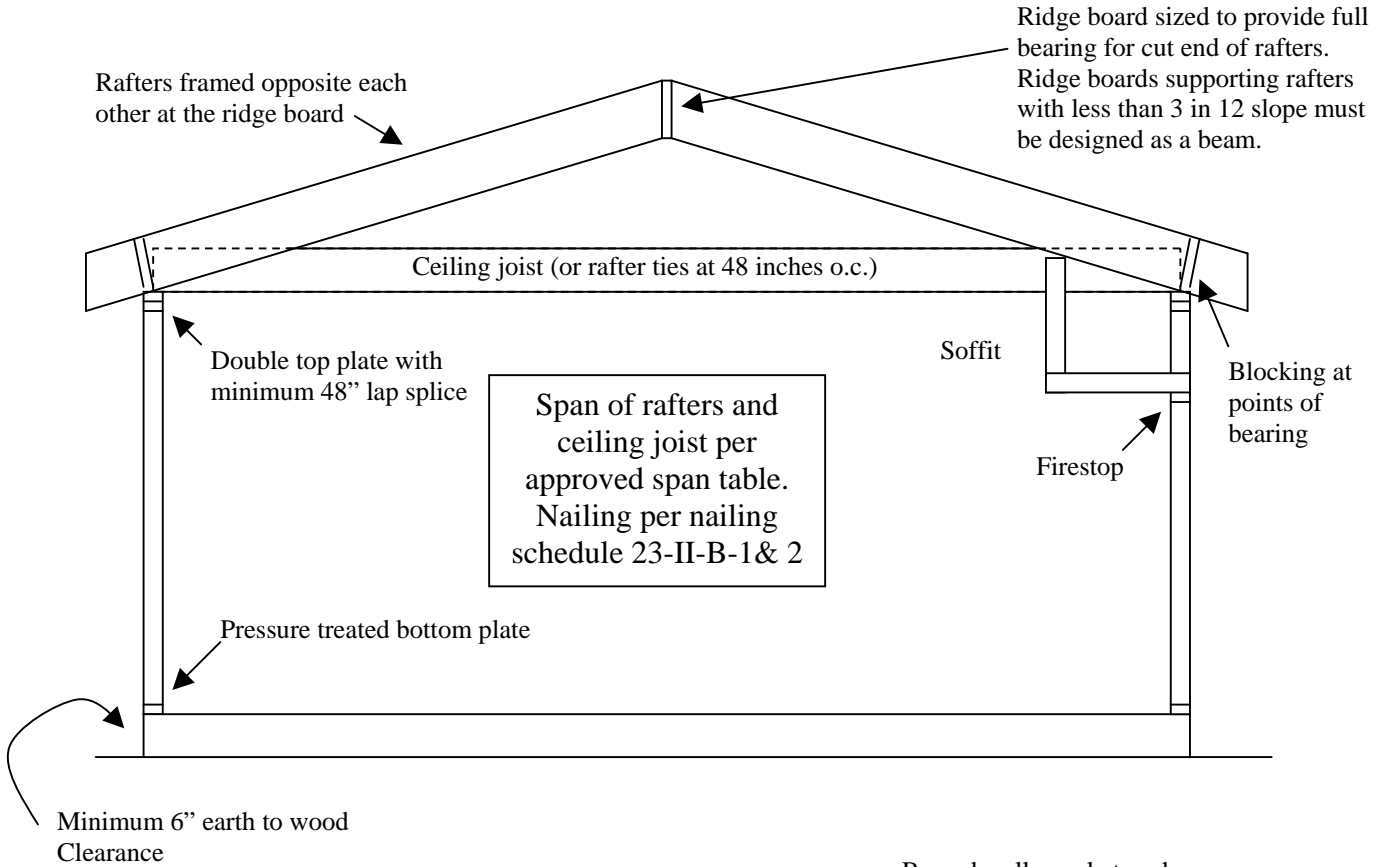 Ridge board sized to provide full
bearing for cut end of rafters.
Ridge boards supporting rafters
with less than 3 in 12 slope must
be designed as a beam.
Rafters framed opposite each
other at the ridge board
Ceiling joist (or rafter ties at 48 inches o.c.)
Double top plate with
minimum 48” lap splice
Soffit
Blocking at
points of
bearing
Span of rafters and
ceiling joist per
approved span table.
Nailing per nailing
schedule 23-II-B-1& 2
Firestop
Pressure treated bottom plate
Minimum 6” earth to wood
Clearance